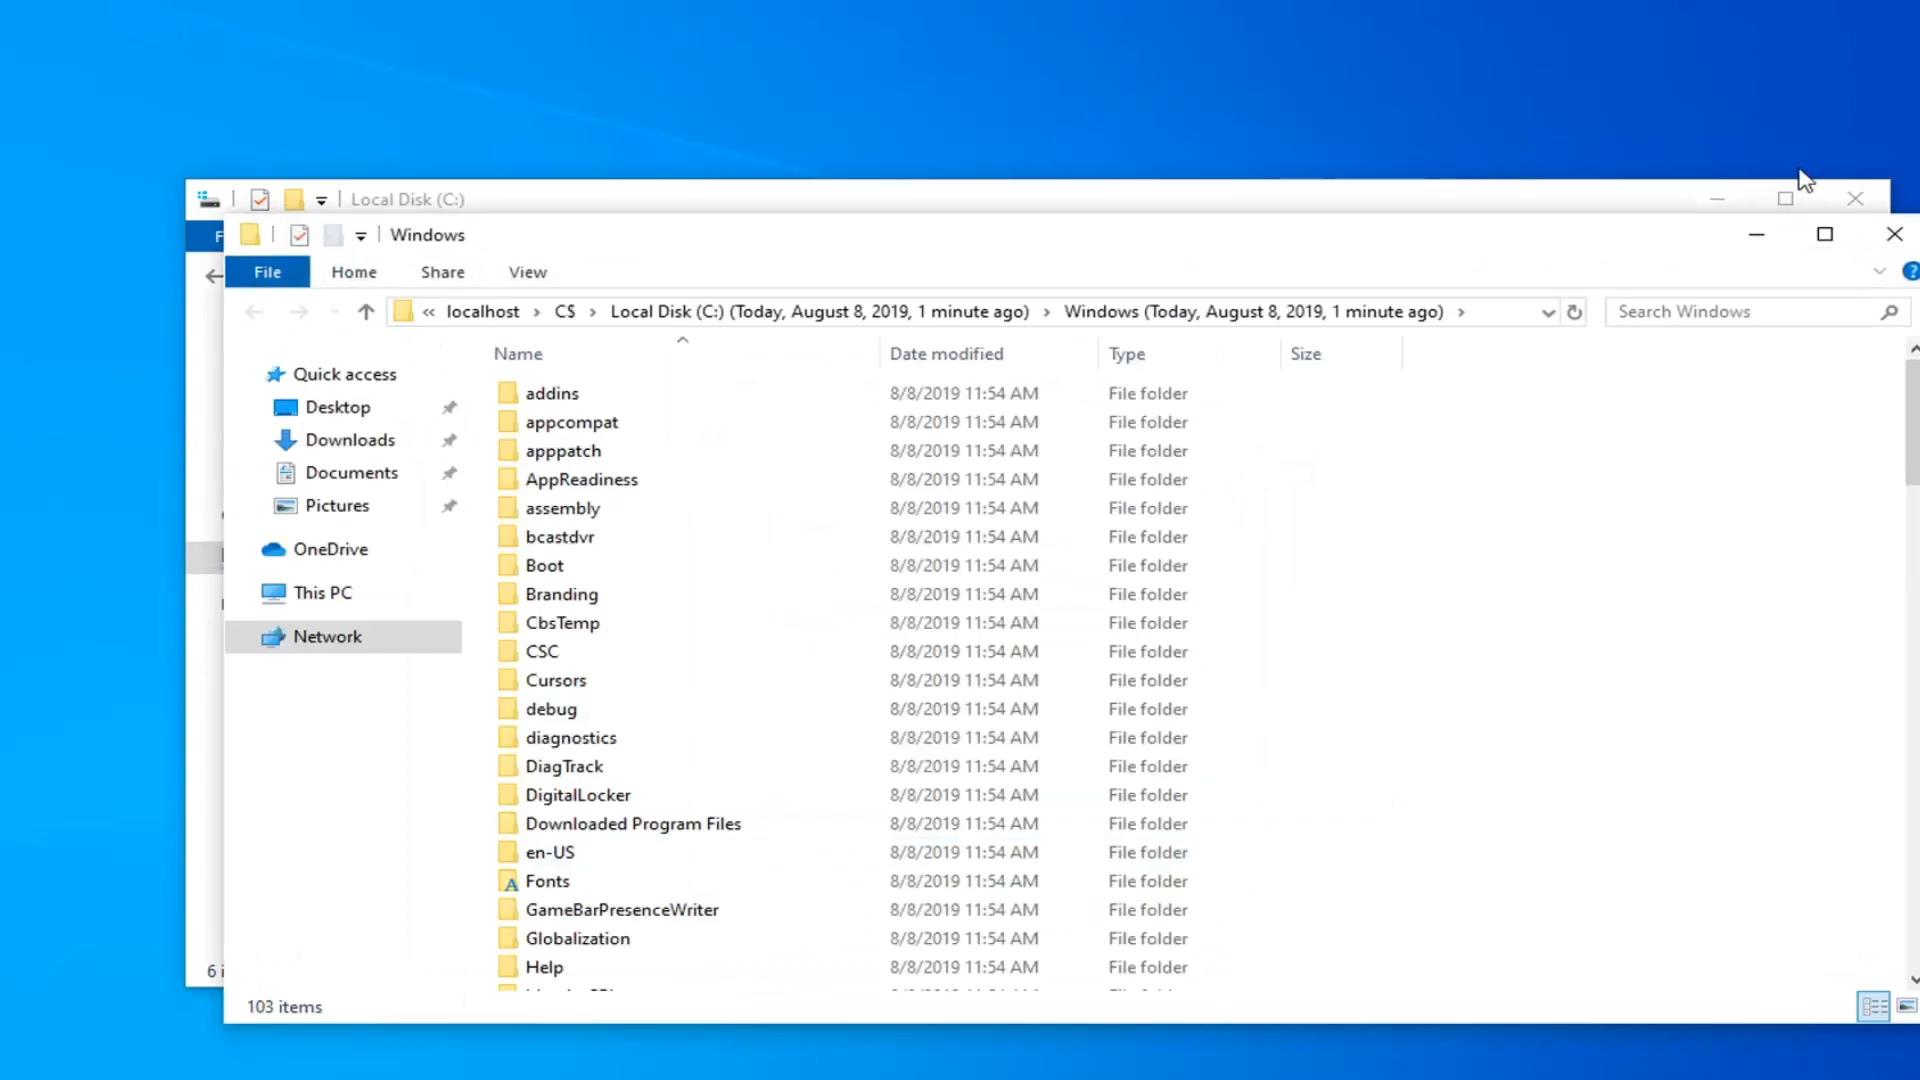 Local Disk (C:)
Windows
File Home Share View
« localhost › C$ › Local Disk (C:) (Today, August 8, 2019, 1 minute ago) › Windows (Today, August 8, 2019, 1 minute ago) ›
Search Windows
Name Date modified Type Size
Quick access
Desktop
Downloads
Documents
Pictures
OneDrive
This PC
Network
addins 8/8/2019 11:54 AM File folder
appcompat 8/8/2019 11:54 AM File folder
apppatch 8/8/2019 11:54 AM File folder
AppReadiness 8/8/2019 11:54 AM File folder
assembly 8/8/2019 11:54 AM File folder
bcastdvr 8/8/2019 11:54 AM File folder
Boot 8/8/2019 11:54 AM File folder
Branding 8/8/2019 11:54 AM File folder
CbsTemp 8/8/2019 11:54 AM File folder
CSC 8/8/2019 11:54 AM File folder
Cursors 8/8/2019 11:54 AM File folder
debug 8/8/2019 11:54 AM File folder
diagnostics 8/8/2019 11:54 AM File folder
DiagTrack 8/8/2019 11:54 AM File folder
DigitalLocker 8/8/2019 11:54 AM File folder
Downloaded Program Files 8/8/2019 11:54 AM File folder
en-US 8/8/2019 11:54 AM File folder
Fonts 8/8/2019 11:54 AM File folder
GameBarPresenceWriter 8/8/2019 11:54 AM File folder
Globalization 8/8/2019 11:54 AM File folder
Help 8/8/2019 11:54 AM File folder
6 i
103 items